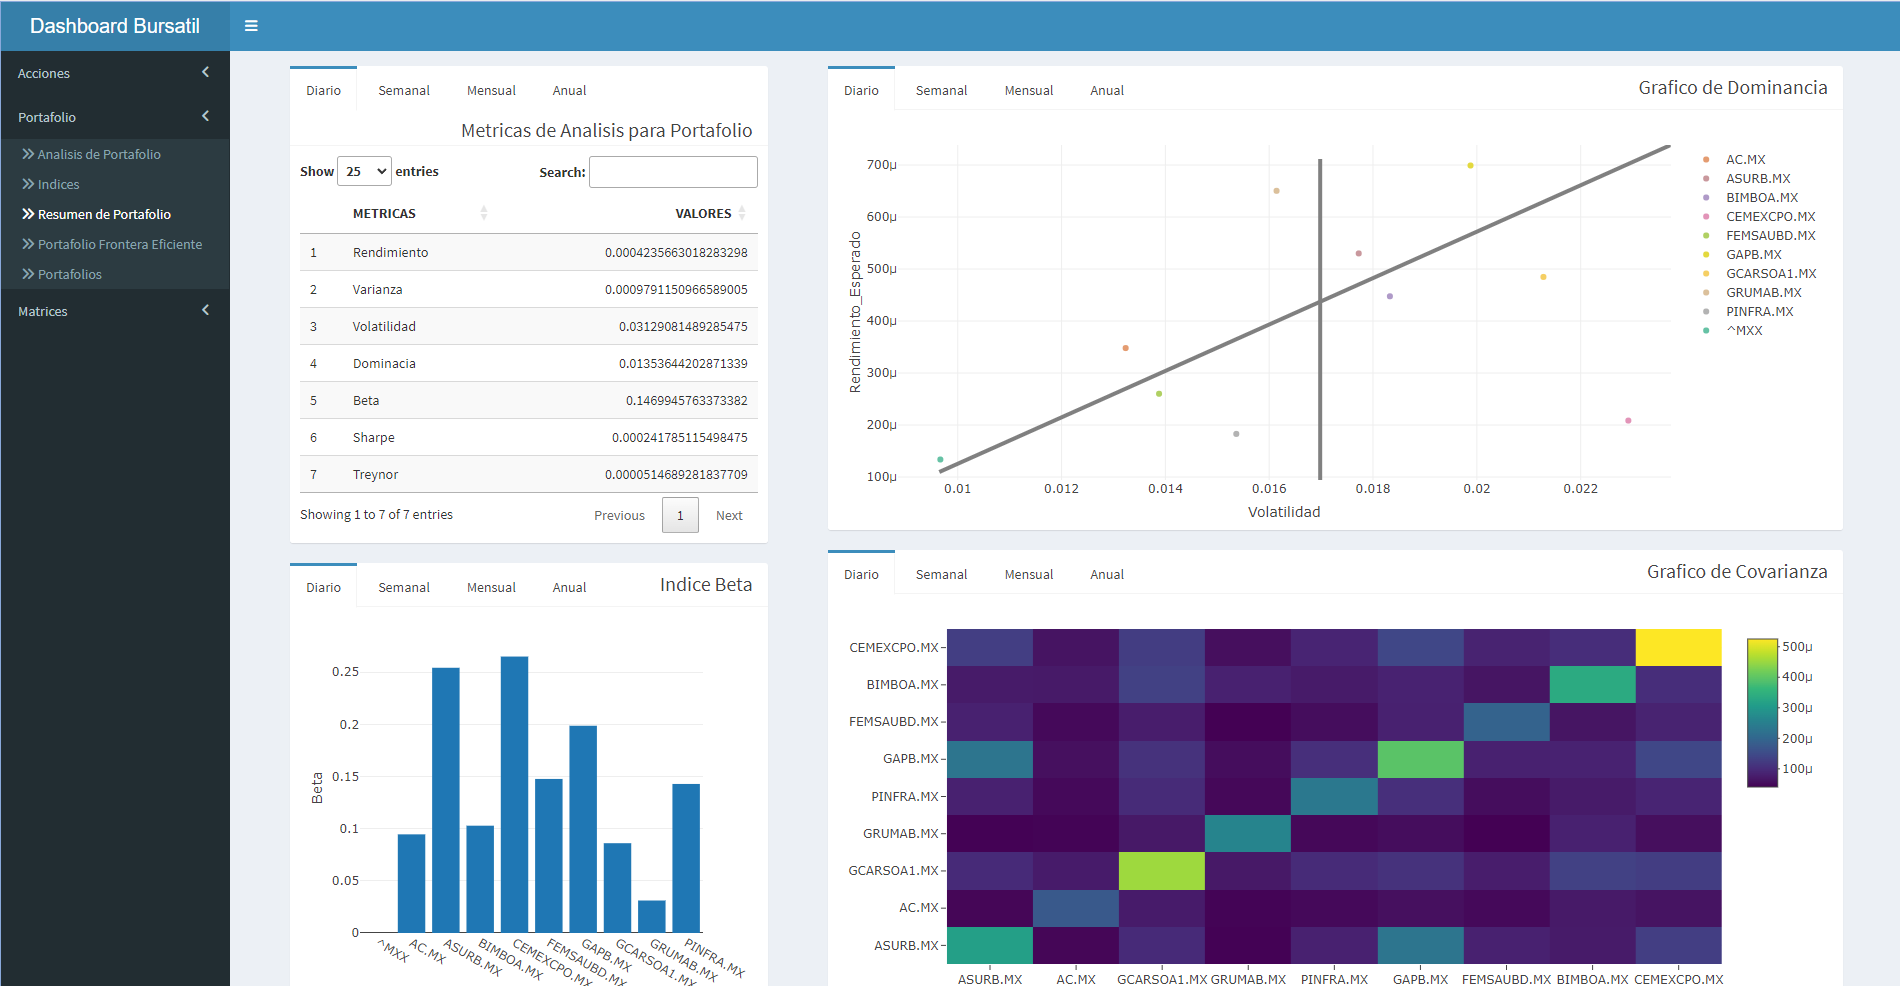 Dashboard Bursatil
Acciones
Portafolio
Analisis de Portafolio
Indices
Resumen de Portafolio
Portafolio Frontera Eficiente
Portafolios
Matrices
Diario Semanal Mensual Anual
Metricas de Analisis para Portafolio
Show 25 entries Search:
METRICAS VALORES
1 Rendimiento 0.0004235663018283298
2 Varianza 0.0009791150966589005
3 Volatilidad 0.03129081489285475
4 Dominacia 0.01353644202871339
5 Beta 0.1469945763373382
6 Sharpe 0.000241785115498475
7 Treynor 0.0000514689281837709
Showing 1 to 7 of 7 entries Previous 1 Next
Diario Semanal Mensual Anual Grafico de Dominancia
700µ
600µ
500µ
400µ
300µ
200µ
100µ
Rendimiento_Esperado
0.01 0.012 0.014 0.016 0.018 0.02 0.022
Volatilidad
AC.MX
ASURB.MX
BIMBOA.MX
CEMEXCPO.MX
FEMSAUBD.MX
GAPB.MX
GCARSOA1.MX
GRUMAB.MX
PINFRA.MX
^MXX
Diario Semanal Mensual Anual Indice Beta
0.25
0.2
0.15
0.1
0.05
0
Beta
^MXX AC.MX ASURB.MX BIMBOA.MX CEMEXCPO.MX FEMSAUBD.MX GAPB.MX GCARSOA1.MX GRUMAB.MX PINFRA.MX
Diario Semanal Mensual Anual Grafico de Covarianza
CEMEXCPO.MX
BIMBOA.MX
FEMSAUBD.MX
GAPB.MX
PINFRA.MX
GRUMAB.MX
GCARSOA1.MX
AC.MX
ASURB.MX
ASURB.MX AC.MX GCARSOA1.MX GRUMAB.MX PINFRA.MX GAPB.MX FEMSAUBD.MX BIMBOA.MX CEMEXCPO.MX
500µ
400µ
300µ
200µ
100µ